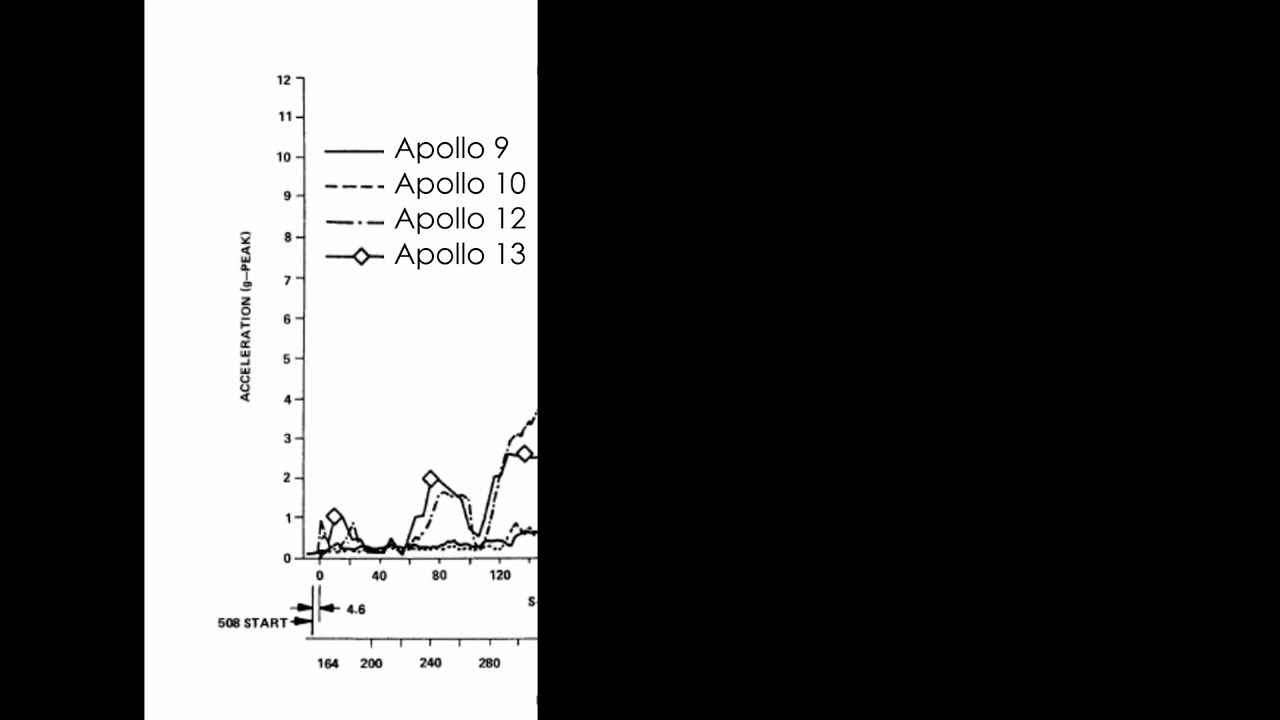 12
11
10
9
8
7
6
5
4
3
2
1
0
ACCELERATION (g–PEAK)
Apollo 9
Apollo 10
Apollo 12
Apollo 13
0 40 80 120
4.6
508 START
164 200 240 280